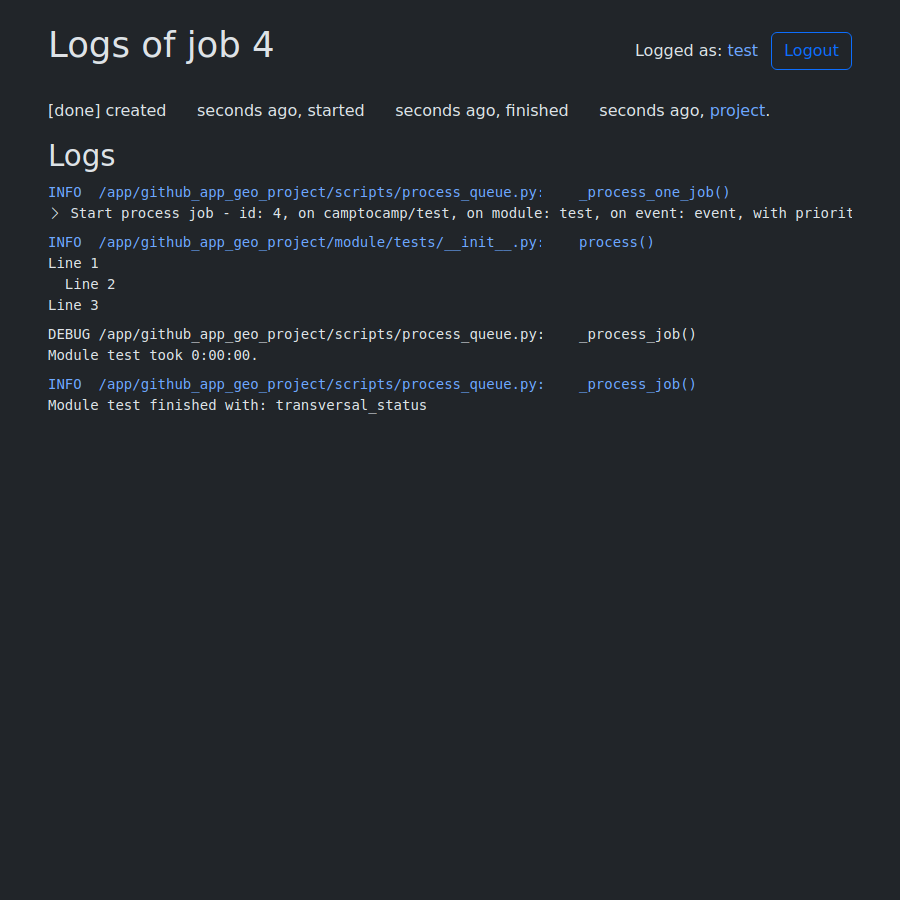 Logs of job 4
Logged as: test Logout
[done] created seconds ago, started seconds ago, finished seconds ago, project.
Logs
INFO  /app/github_app_geo_project/scripts/process_queue.py: _process_one_job()
Start process job - id: 4, on camptocamp/test, on module: test, on event: event, with priorit
INFO  /app/github_app_geo_project/module/tests/__init__.py: process()
Line 1
  Line 2
Line 3
DEBUG /app/github_app_geo_project/scripts/process_queue.py: _process_job()
Module test took 0:00:00.
INFO  /app/github_app_geo_project/scripts/process_queue.py: _process_job()
Module test finished with: transversal_status